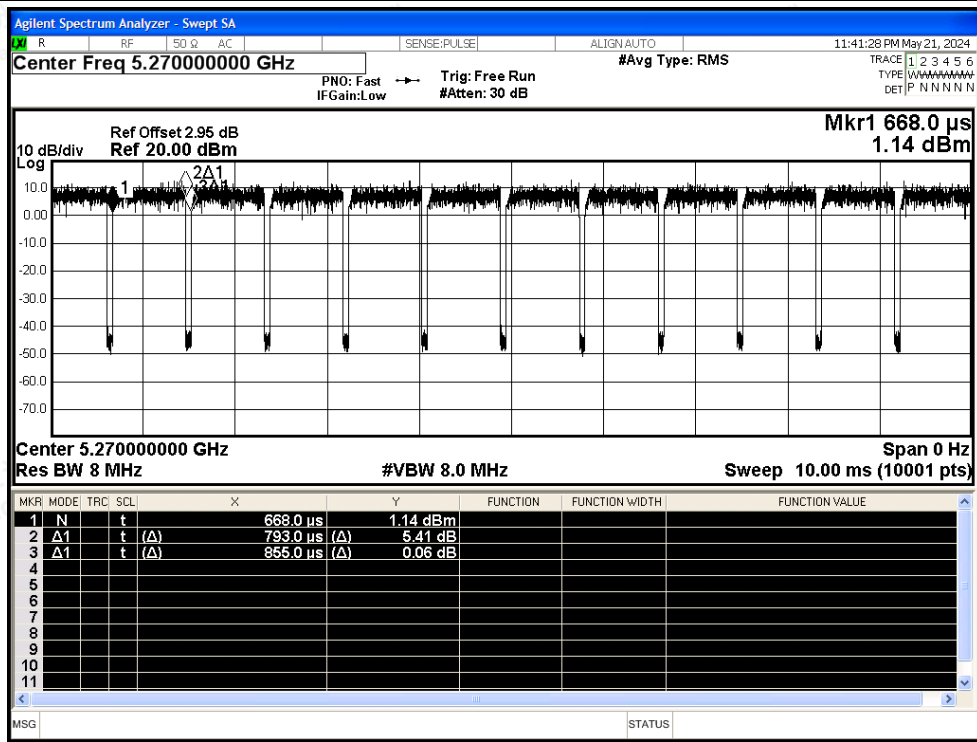 Agilent Spectrum Analyzer - Swept SA
LXI R RF 50 Ω AC SENSE:PULSE ALIGN AUTO 11:41:28 PM May 21, 2024
Center Freq 5.270000000 GHz
PNO: Fast
IFGain:Low
Trig: Free Run
#Atten: 30 dB
#Avg Type: RMS
TRACE 1 2 3 4 5 6
TYPE W
DET P N N N N N
Mkr1 668.0 µs
1.14 dBm
Ref Offset 2.95 dB
10 dB/div Ref 20.00 dBm
Log
1
2Δ1
3Δ1
10.0
0.00
-10.0
-20.0
-30.0
-40.0
-50.0
-60.0
-70.0
Center 5.270000000 GHz Span 0 Hz
Res BW 8 MHz #VBW 8.0 MHz Sweep 10.00 ms (10001 pts)
MKR MODE TRC SCL X Y FUNCTION FUNCTION WIDTH FUNCTION VALUE
1 N t 668.0 µs 1.14 dBm
2 Δ1 t (Δ) 793.0 µs (Δ) 5.41 dB
3 Δ1 t (Δ) 855.0 µs (Δ) 0.06 dB
4
5
6
7
8
9
10
11
MSG STATUS